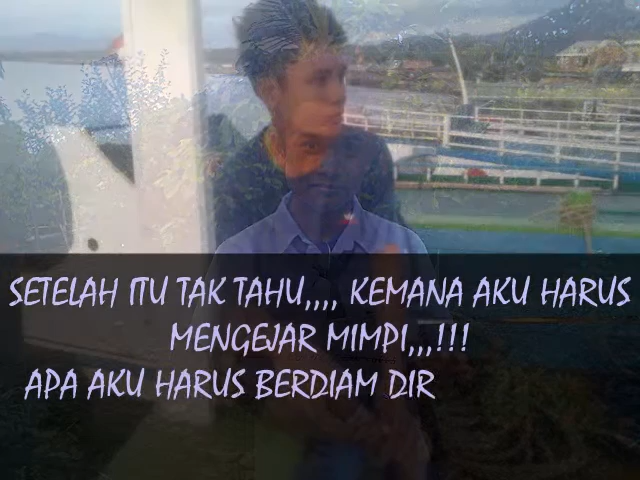 SETELAH ITU TAK TAHU,,,, KEMANA AKU HARUS
MENGEJAR MIMPI,,,!!!
APA AKU HARUS BERDIAM DIR